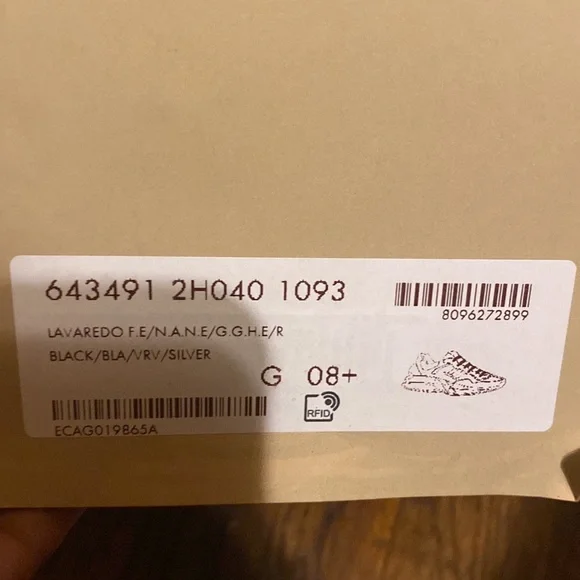 643491 2H040 1093
8096272899
LAVAREDO F.E/N.A.N.E/G.G.H.E/R
BLACK/BLA/VRV/SILVER
G 08+
RFID
ECAG019865A